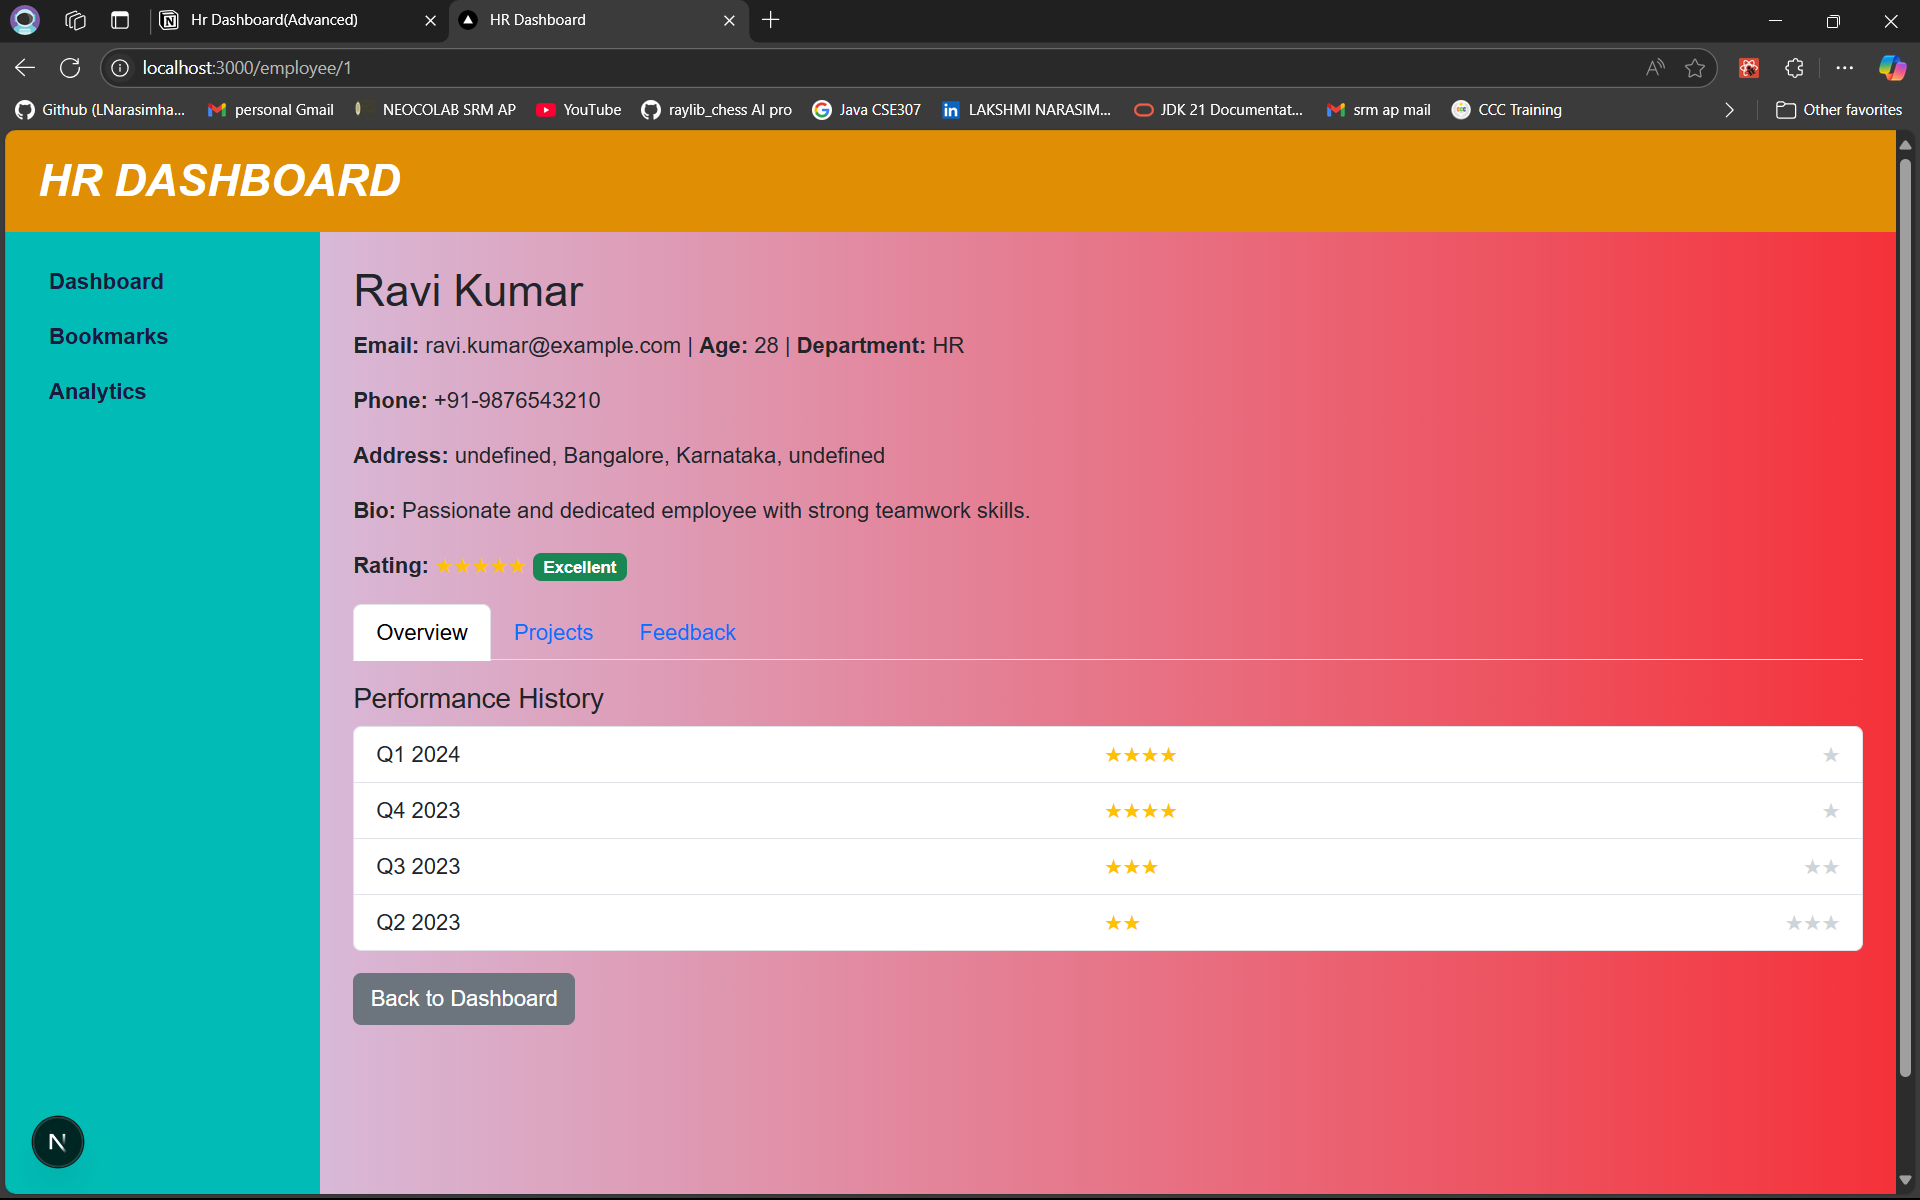 Hr Dashboard(Advanced)
HR Dashboard
localhost:3000/employee/1
Github (LNarasimha...
personal Gmail
NEOCOLAB SRM AP
YouTube
raylib_chess AI pro
Java CSE307
LAKSHMI NARASIM...
JDK 21 Documentat...
srm ap mail
CCC Training
Other favorites
HR DASHBOARD
Dashboard
Bookmarks
Analytics
Ravi Kumar
Email: ravi.kumar@example.com | Age: 28 | Department: HR
Phone: +91-9876543210
Address: undefined, Bangalore, Karnataka, undefined
Bio: Passionate and dedicated employee with strong teamwork skills.
Rating: ★★★★★ Excellent
Overview
Projects
Feedback
Performance History
Q1 2024 ★★★★ ★
Q4 2023 ★★★★ ★
Q3 2023 ★★★ ★★
Q2 2023 ★★ ★★★
Back to Dashboard
N